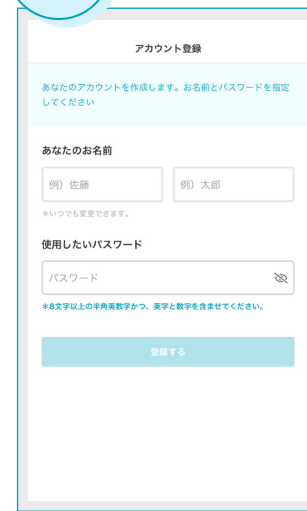 アカウント登録
あなたのアカウントを作成します。お名前とパスワードを指定
してください
あなたのお名前
例）佐藤
例）太郎
*いつでも変更できます。
使用したいパスワード
パスワード
*8文字以上の半角英数字かつ、英字と数字を含ませてください。
登録する